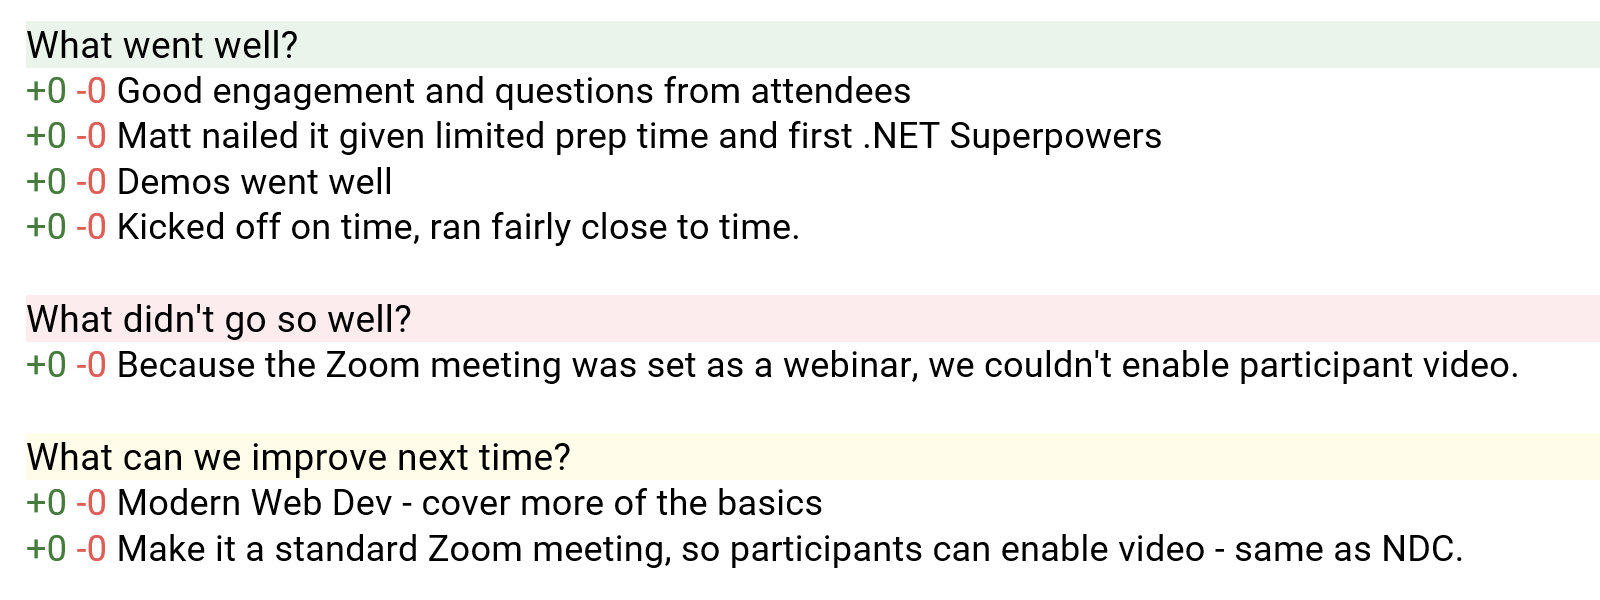 What went well?
+0 -0 Good engagement and questions from attendees
+0 -0 Matt nailed it given limited prep time and first .NET Superpowers
+0 -0 Demos went well
+0 -0 Kicked off on time, ran fairly close to time.
What didn't go so well?
+0 -0 Because the Zoom meeting was set as a webinar, we couldn't enable participant video.
What can we improve next time?
+0 -0 Modern Web Dev - cover more of the basics
+0 -0 Make it a standard Zoom meeting, so participants can enable video - same as NDC.